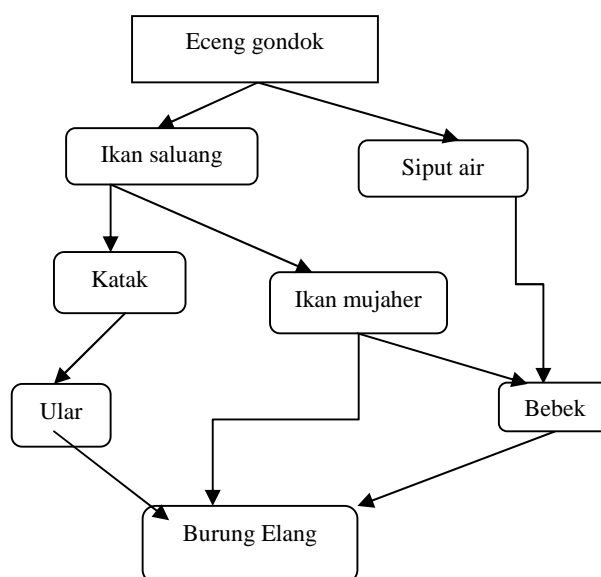 Eceng gondok
Ikan saluang
Siput air
Katak
Ikan mujaher
Ular
Bebek
Burung Elang